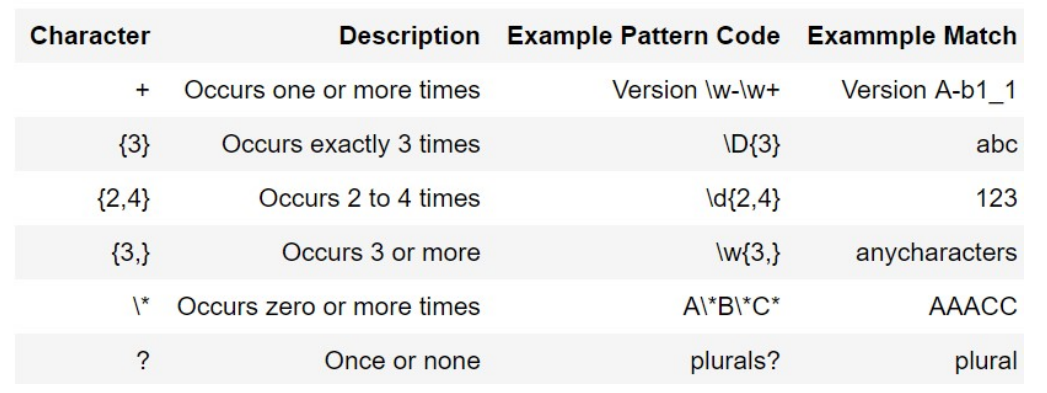 Character Description Example Pattern Code Exammple Match
+ Occurs one or more times Version \w-\w+ Version A-b1_1
{3} Occurs exactly 3 times \D{3} abc
{2,4} Occurs 2 to 4 times \d{2,4} 123
{3,} Occurs 3 or more \w{3,} anycharacters
\* Occurs zero or more times A\*B\*C* AAACC
? Once or none plurals? plural